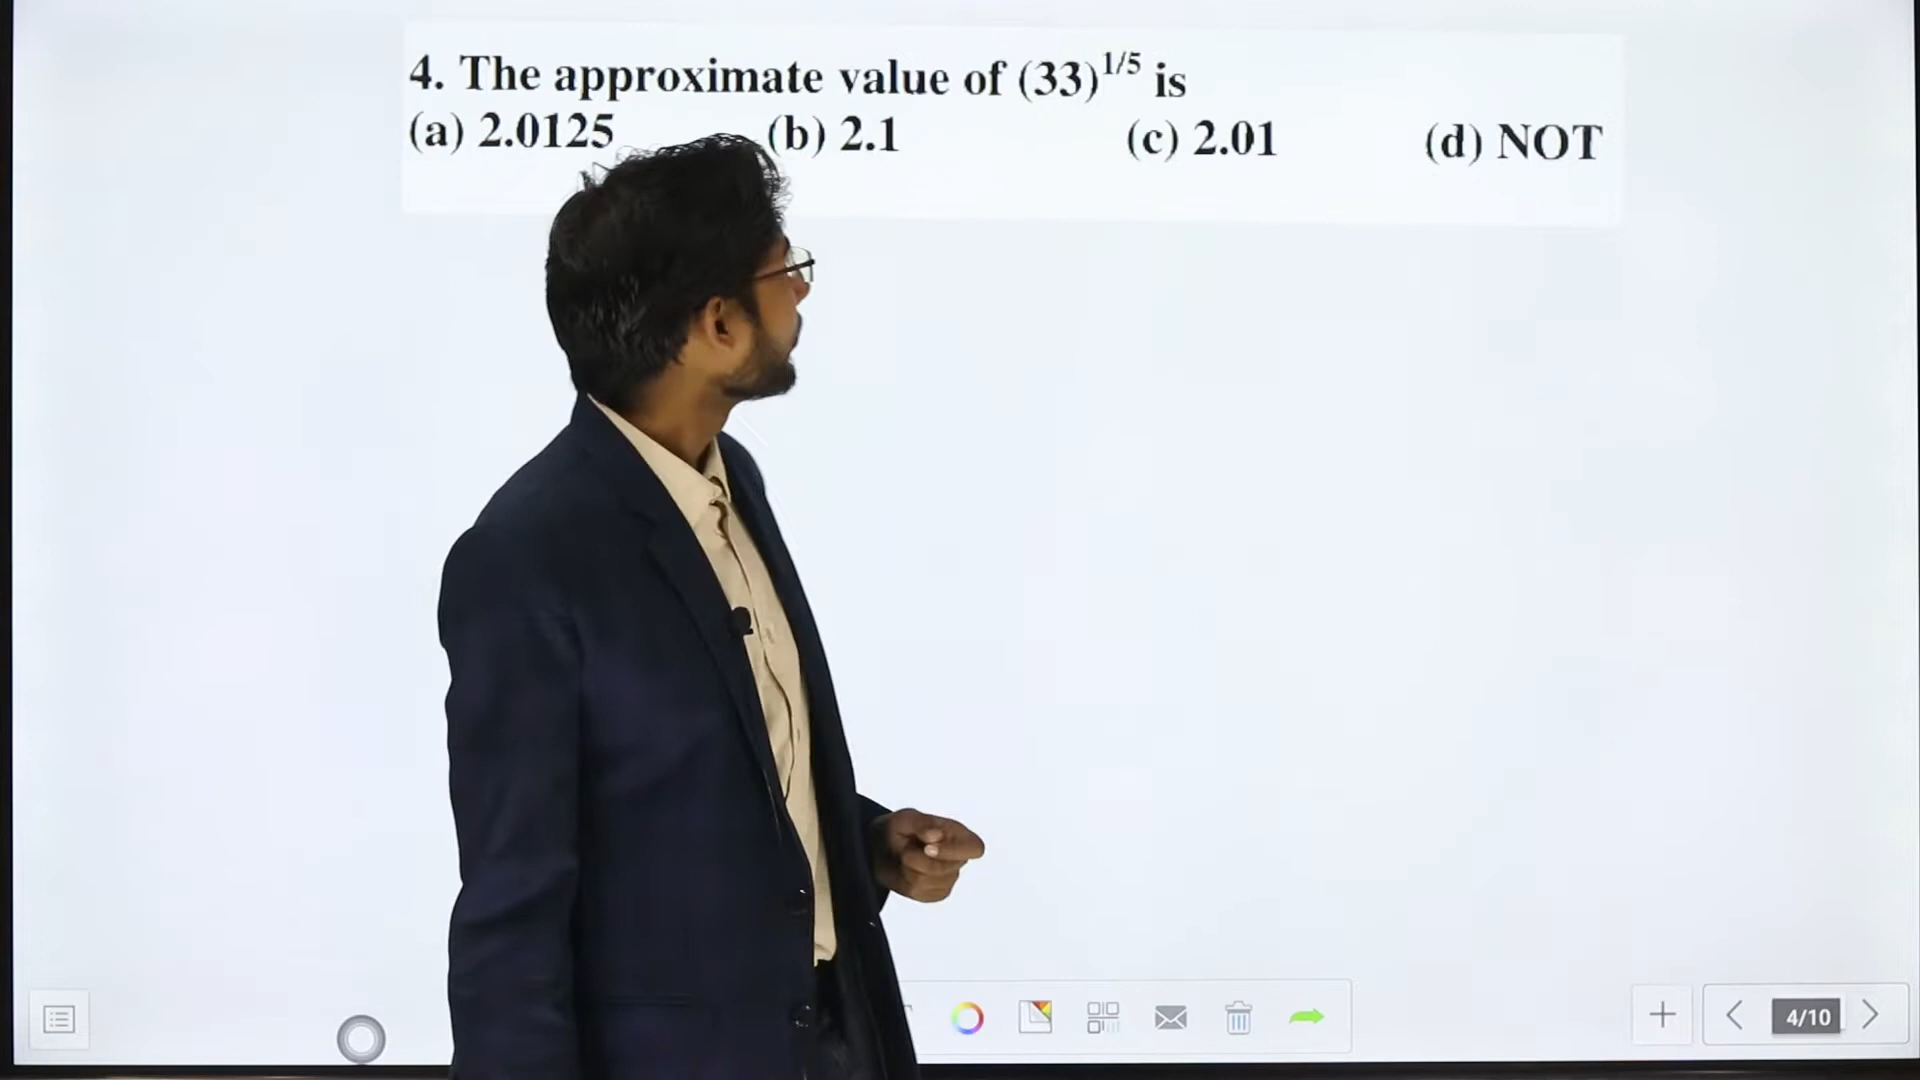 4. The approximate value of (33)^1/5 is
(a) 2.0125 (b) 2.1 (c) 2.01 (d) NOT
4/10